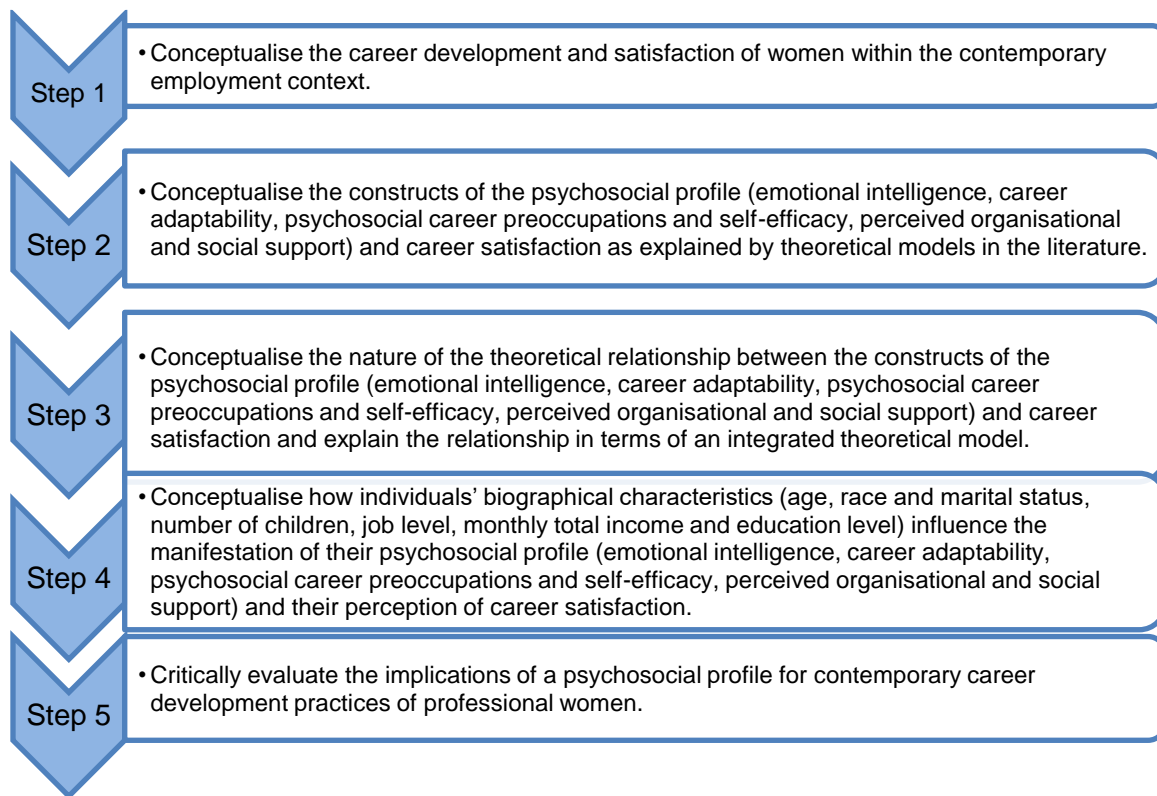 Step 1
• Conceptualise the career development and satisfaction of women within the contemporary
employment context.
Step 2
• Conceptualise the constructs of the psychosocial profile (emotional intelligence, career
adaptability, psychosocial career preoccupations and self-efficacy, perceived organisational
and social support) and career satisfaction as explained by theoretical models in the literature.
Step 3
• Conceptualise the nature of the theoretical relationship between the constructs of the
psychosocial profile (emotional intelligence, career adaptability, psychosocial career
preoccupations and self-efficacy, perceived organisational and social support) and career
satisfaction and explain the relationship in terms of an integrated theoretical model.
Step 4
• Conceptualise how individuals’ biographical characteristics (age, race and marital status,
number of children, job level, monthly total income and education level) influence the
manifestation of their psychosocial profile (emotional intelligence, career adaptability,
psychosocial career preoccupations and self-efficacy, perceived organisational and social
support) and their perception of career satisfaction.
Step 5
• Critically evaluate the implications of a psychosocial profile for contemporary career
development practices of professional women.